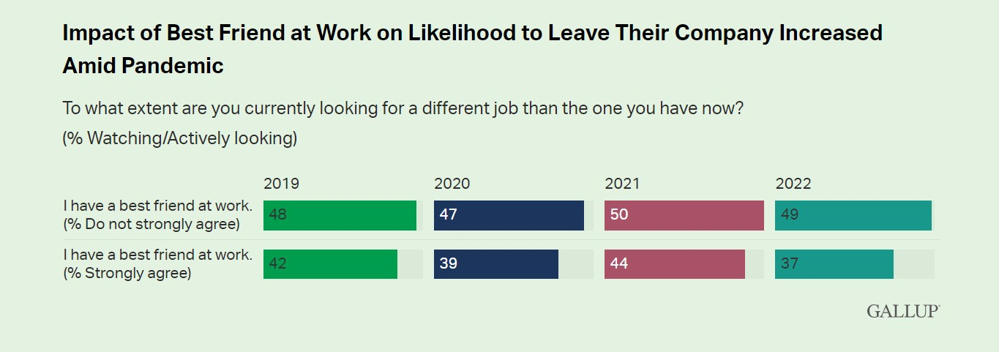 Impact of Best Friend at Work on Likelihood to Leave Their Company Increased
Amid Pandemic
To what extent are you currently looking for a different job than the one you have now?
(% Watching/Actively looking)
2019 2020 2021 2022
I have a best friend at work.
(% Do not strongly agree)
48 47 50 49
I have a best friend at work.
(% Strongly agree)
42 39 44 37
GALLUP